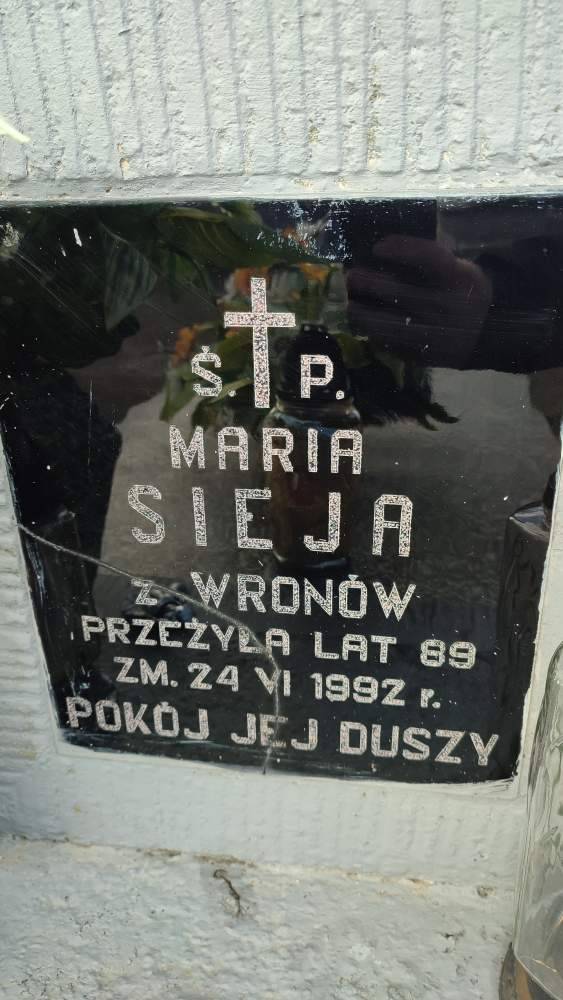 Ś. P.
MARIA
SIEJA
z WRONÓW
PRZEŻYŁA LAT 89
ZM. 24 VI 1992 r.
POKÓJ JEJ DUSZY